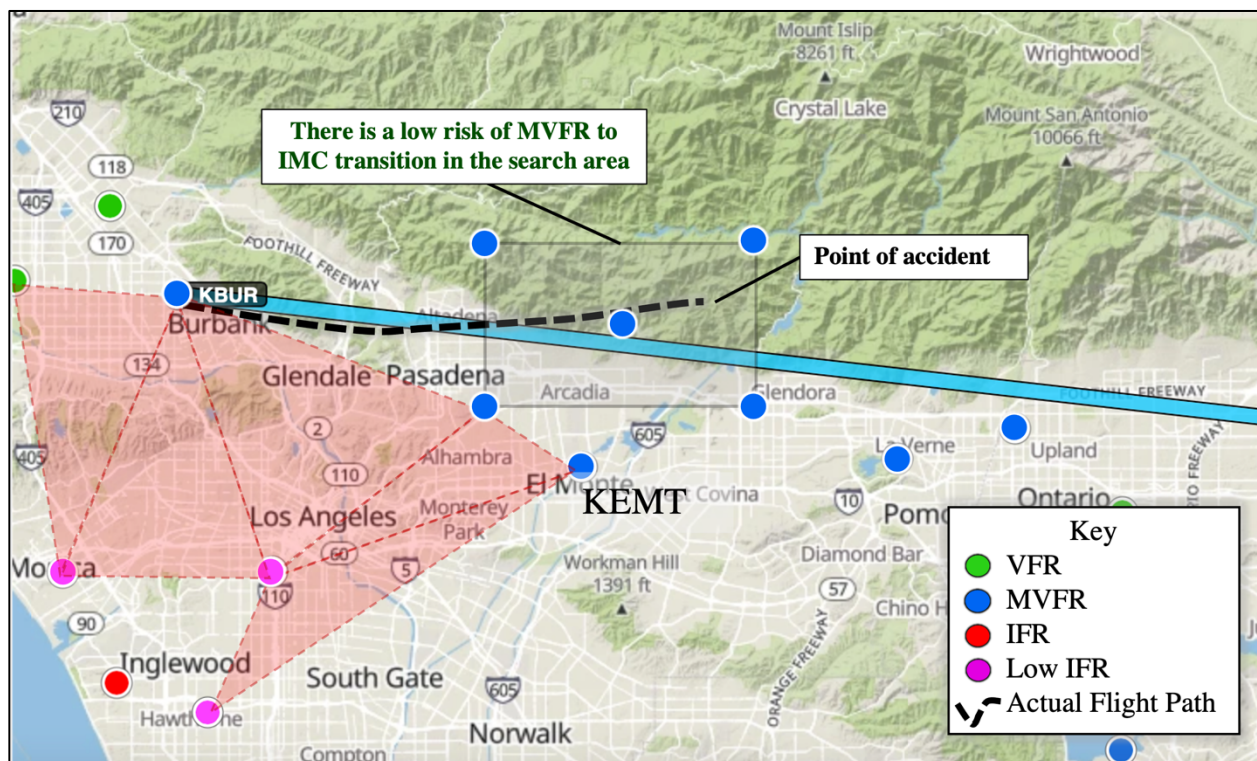 Mount Islip
8261 ft
Wrightwood
210
Crystal Lake
Mount San Antonio
10066 ft
There is a low risk of MVFR to
IMC transition in the search area
118
405
170
FOOTHILL FREEWAY
Point of accident
KBUR
Burbank
Altadena
134
Glendale
Pasadena
Arcadia
Glendora
FOOTHILL FREEWAY
2
605
405
Alhambra
La Verne
Upland
110
El Monte
West Covina
KEMT
10
Ontario
Los Angeles
Monterey
Park
60
5
Pomo
Workman Hill
1391 ft
Diamond Bar
110
57
Chino H
90
Inglewood
South Gate
605
ORANGE FREEWAY
Hawthorne
Norwalk
Compton
Key
VFR
MVFR
IFR
Low IFR
Actual Flight Path